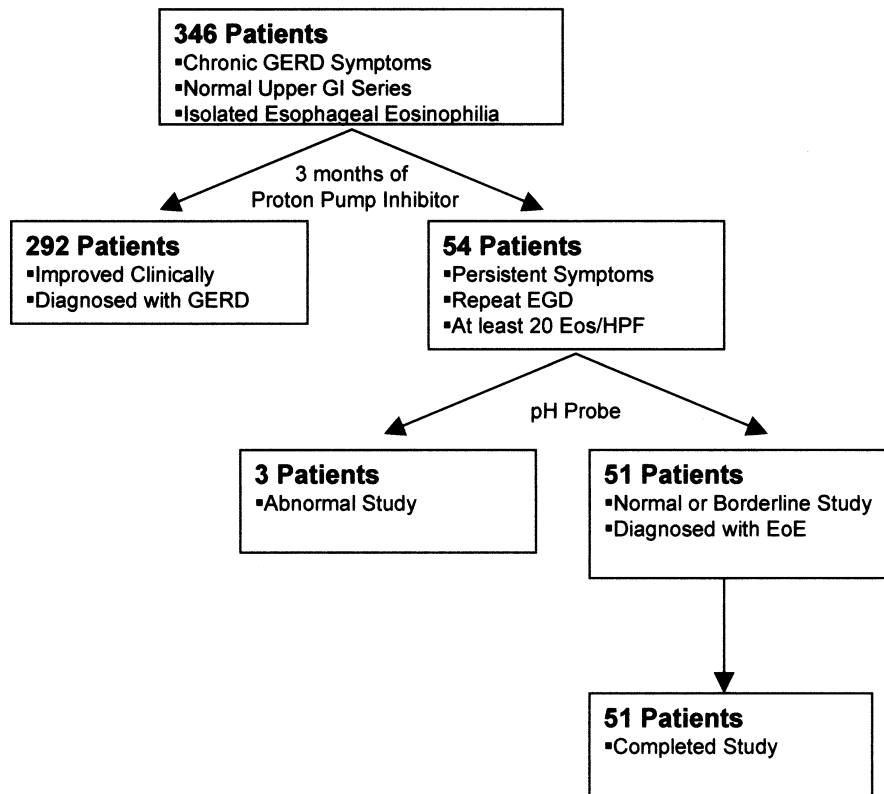 346 Patients
▪Chronic GERD Symptoms
▪Normal Upper GI Series
▪Isolated Esophageal Eosinophilia
3 months of
Proton Pump Inhibitor
292 Patients
▪Improved Clinically
▪Diagnosed with GERD
54 Patients
▪Persistent Symptoms
▪Repeat EGD
▪At least 20 Eos/HPF
pH Probe
3 Patients
▪Abnormal Study
51 Patients
▪Normal or Borderline Study
▪Diagnosed with EoE
51 Patients
▪Completed Study